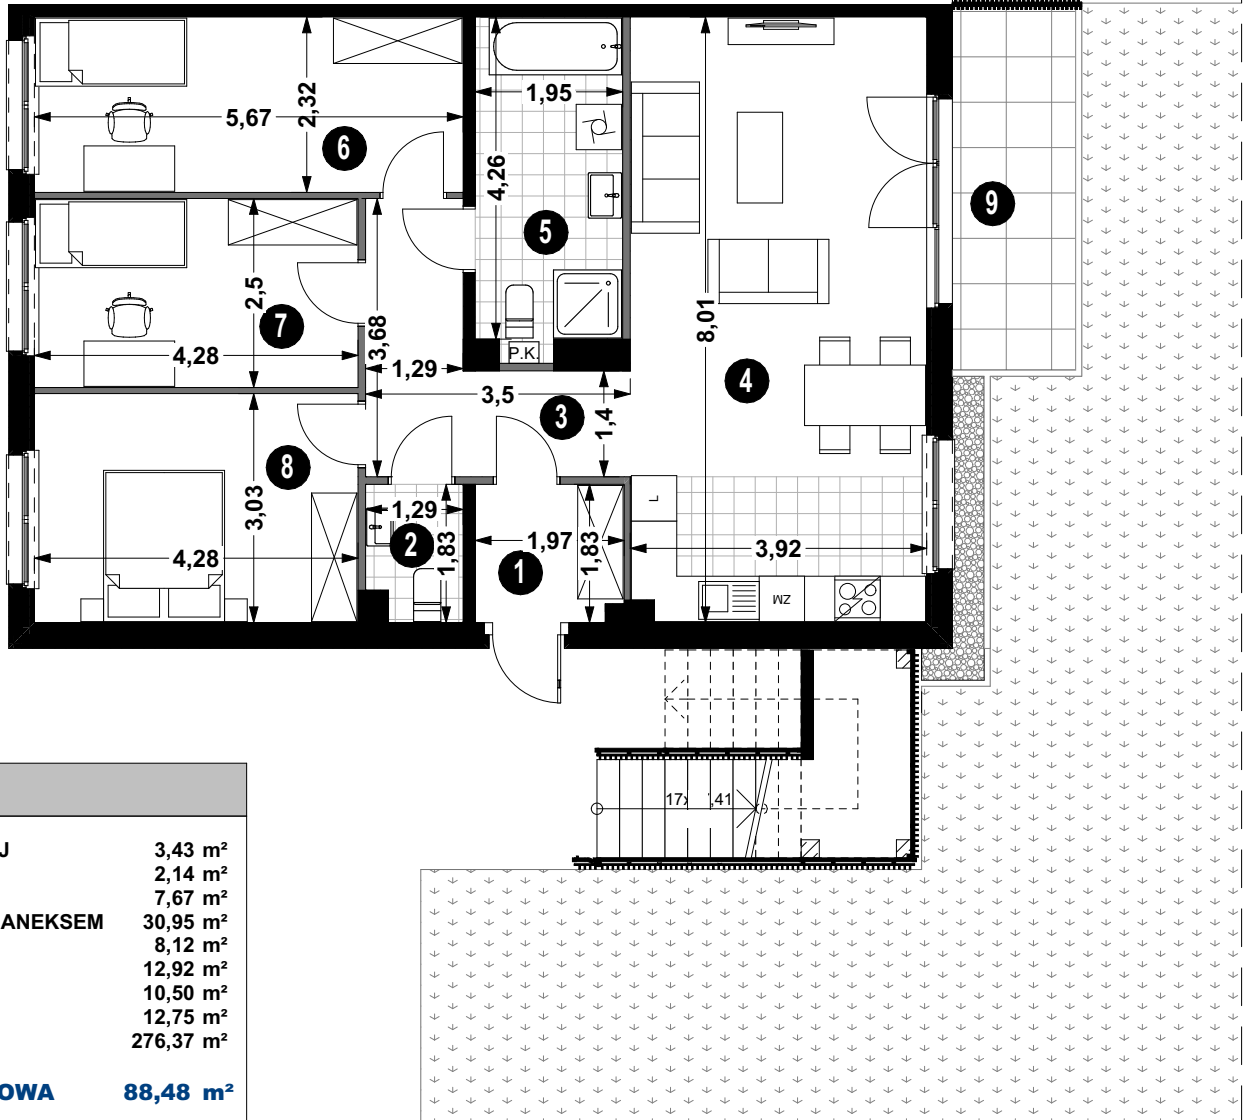 5,67
2,32
6
1,95
4,26
5
9
2,5
7
4,28
3,68
1,29
P.K.
3,5
3
1,4
8,01
4
8
3,03
4,28
1,29
2
1,83
1,97
1
1,83
L
3,92
ZM
17x ,41
J 3,43 m²
2,14 m²
7,67 m²
ANEKSEM 30,95 m²
8,12 m²
12,92 m²
10,50 m²
12,75 m²
276,37 m²
OWA 88,48 m²